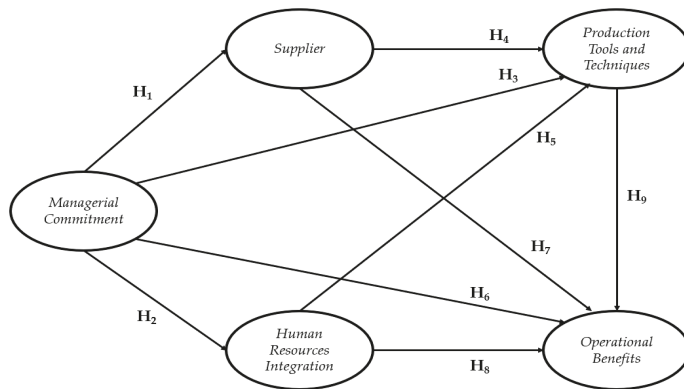 Supplier
H4
Production
Tools and
Techniques
H3
H1
H5
Managerial
Commitment
H9
H7
H6
H2
Human
Resources
Integration
H8
Operational
Benefits